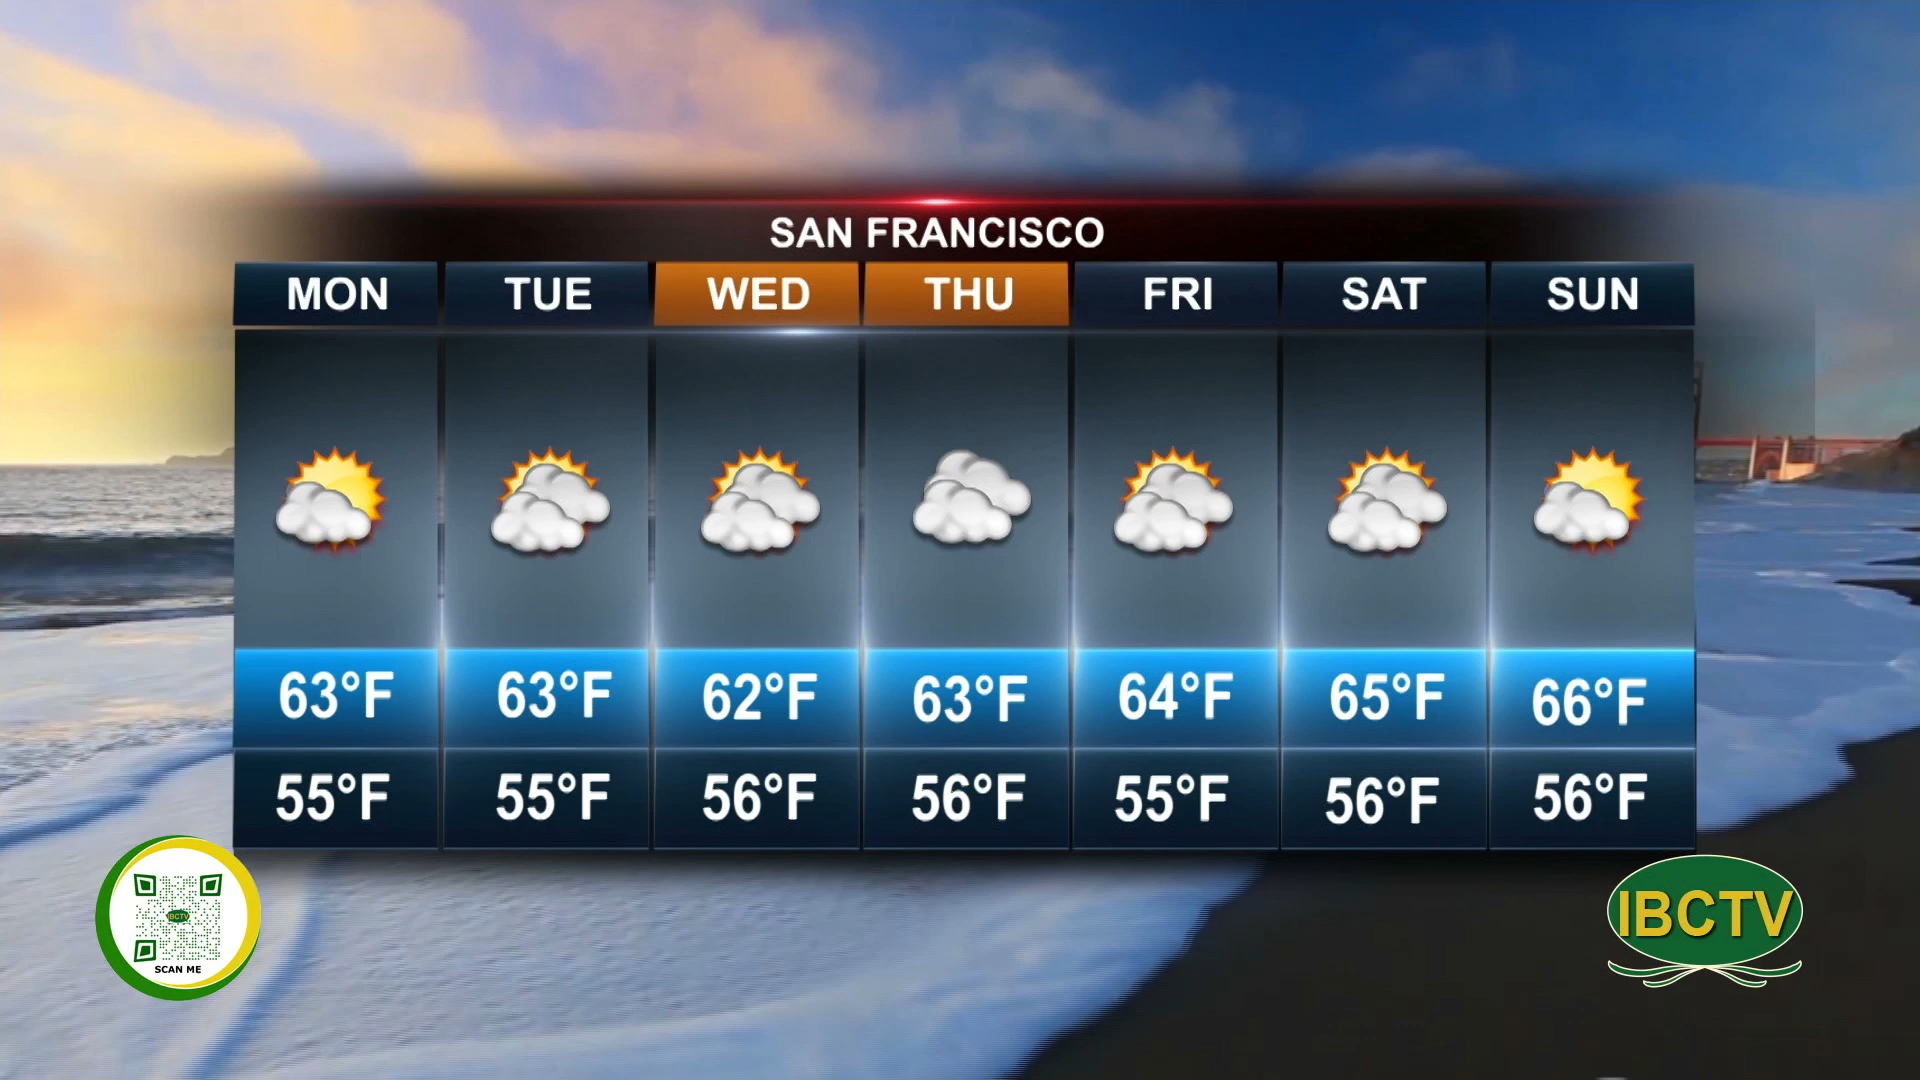 SAN FRANCISCO
MON TUE WED THU FRI SAT SUN
63°F 63°F 62°F 63°F 64°F 65°F 66°F
55°F 55°F 56°F 56°F 55°F 56°F 56°F
IBCTV
SCAN ME
IBCTV